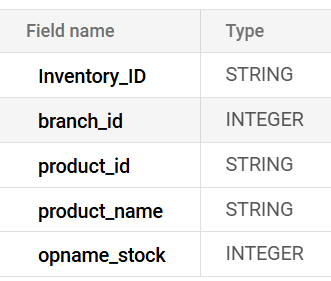 Field name Type
Inventory_ID STRING
branch_id INTEGER
product_id STRING
product_name STRING
opname_stock INTEGER